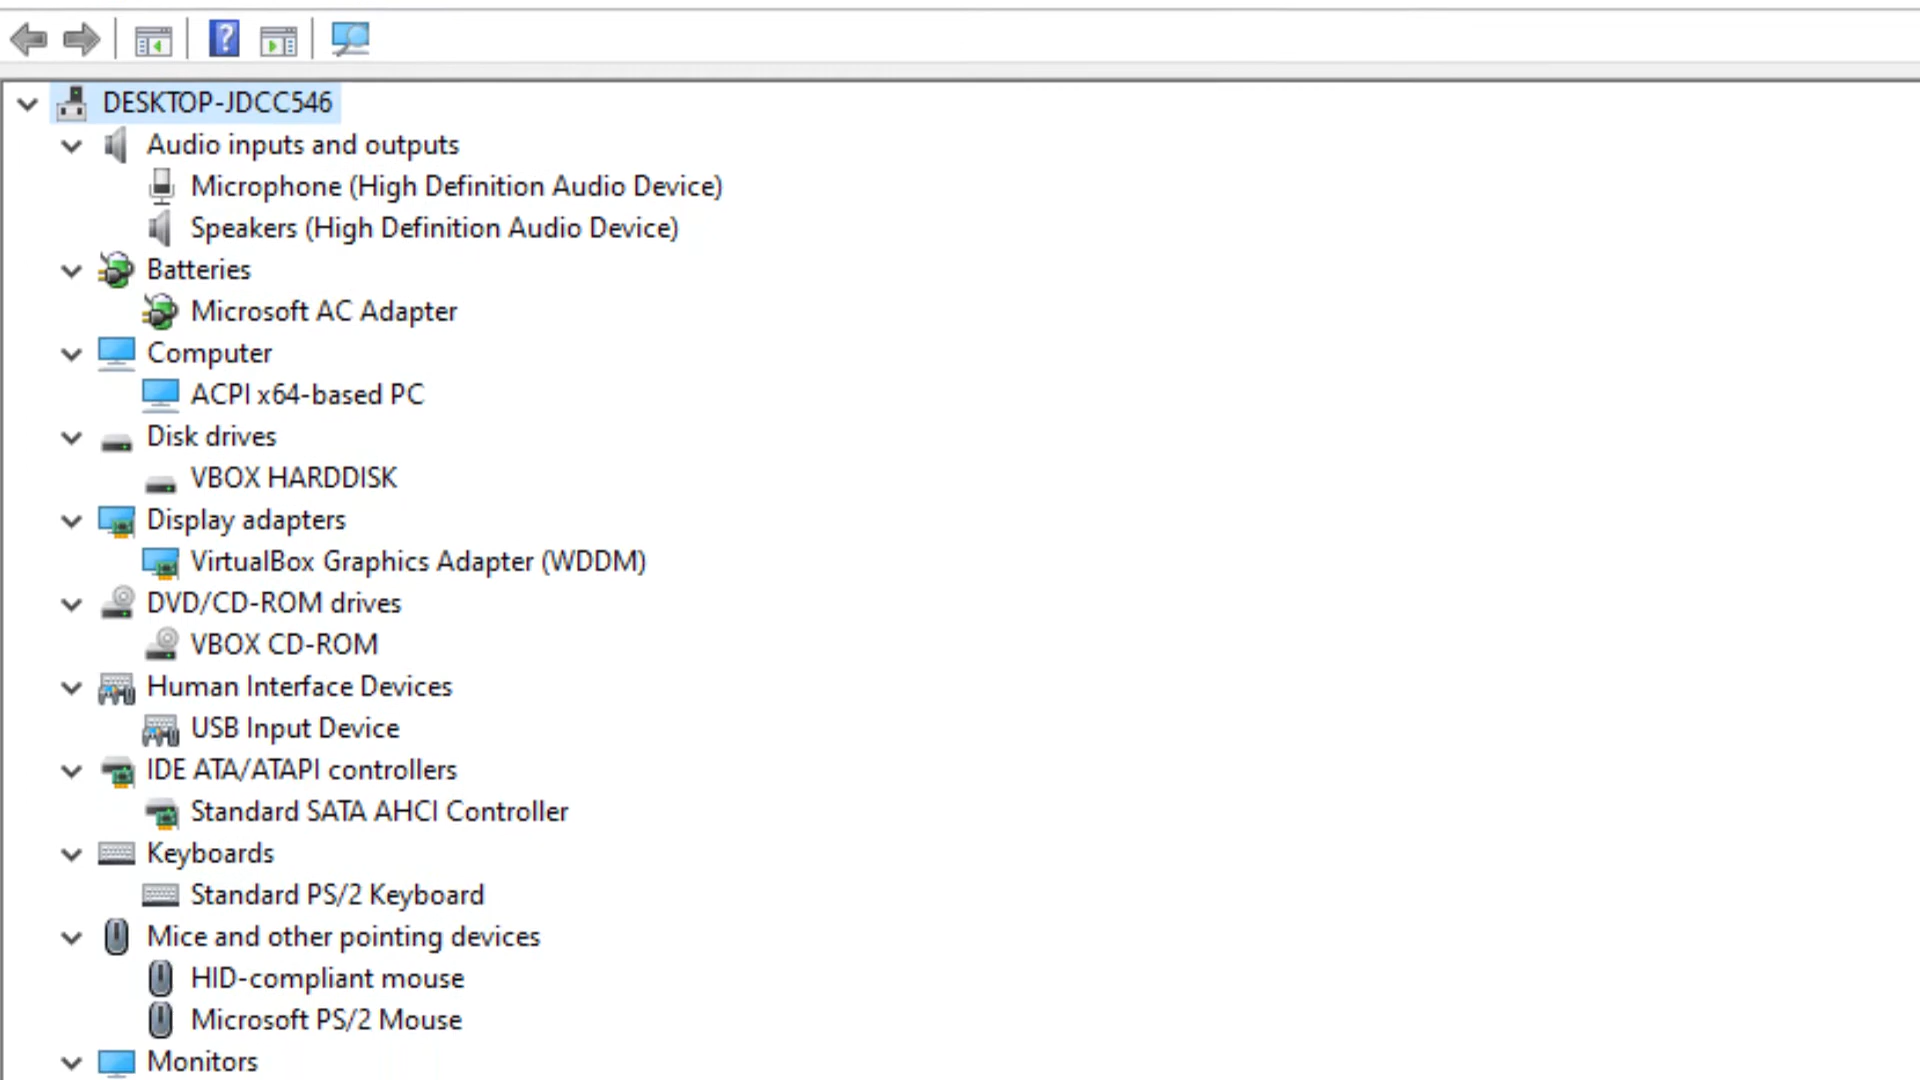 DESKTOP-JDCC546
Audio inputs and outputs
Microphone (High Definition Audio Device)
Speakers (High Definition Audio Device)
Batteries
Microsoft AC Adapter
Computer
ACPI x64-based PC
Disk drives
VBOX HARDDISK
Display adapters
VirtualBox Graphics Adapter (WDDM)
DVD/CD-ROM drives
VBOX CD-ROM
Human Interface Devices
USB Input Device
IDE ATA/ATAPI controllers
Standard SATA AHCI Controller
Keyboards
Standard PS/2 Keyboard
Mice and other pointing devices
HID-compliant mouse
Microsoft PS/2 Mouse
Monitors